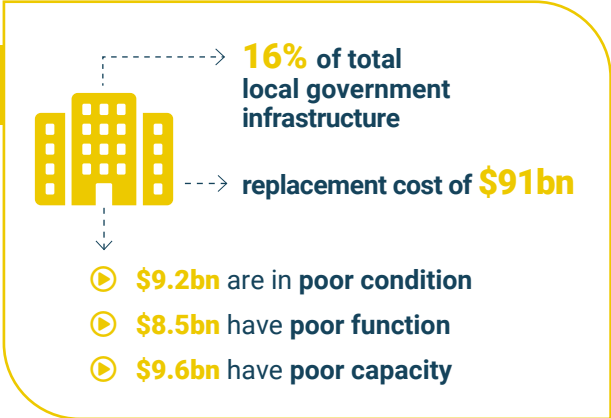 16% of total
local government
infrastructure
replacement cost of $91bn
$9.2bn are in poor condition
$8.5bn have poor function
$9.6bn have poor capacity